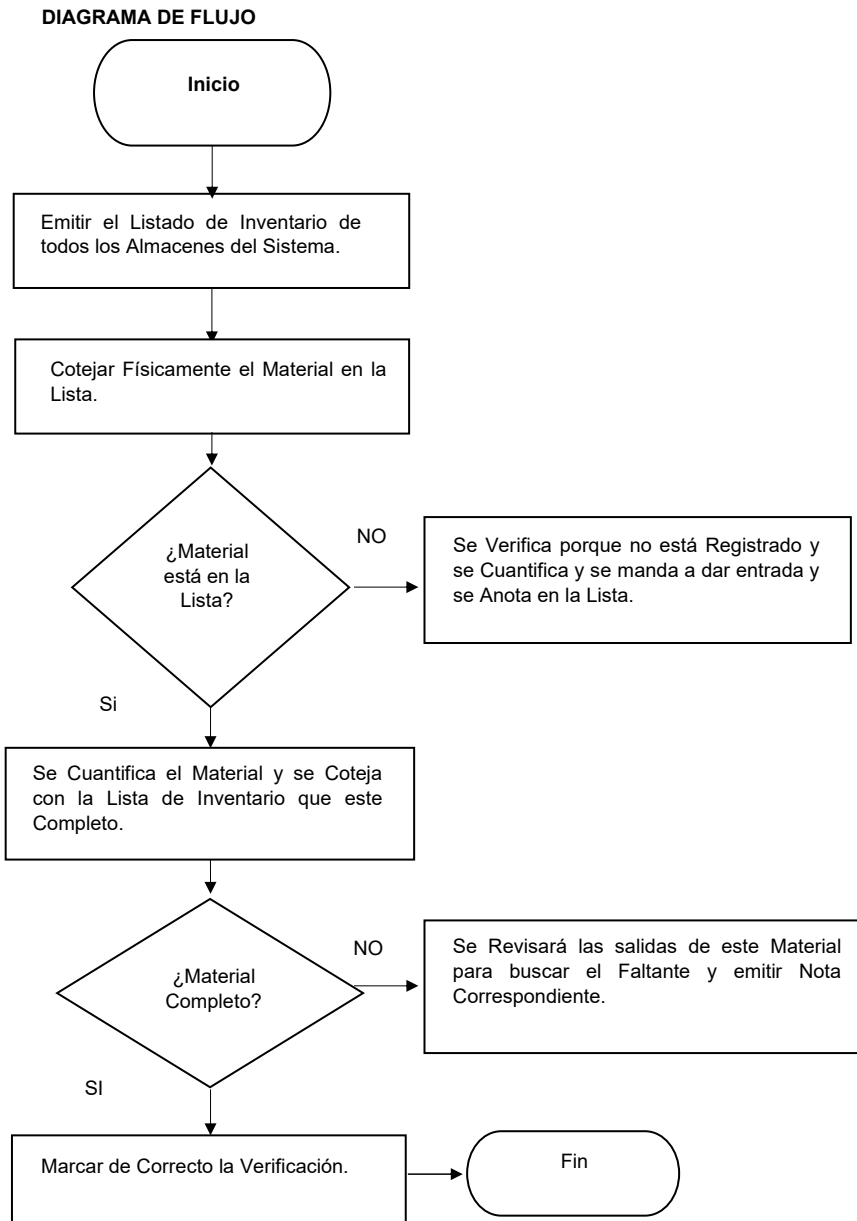 DIAGRAMA DE FLUJO
Inicio
Emitir el Listado de Inventario de
todos los Almacenes del Sistema.
Cotejar Físicamente el Material en la
Lista.
¿Material
está en la
Lista?
NO
Se Verifica porque no está Registrado y
se Cuantifica y se manda a dar entrada y
se Anota en la Lista.
Si
Se Cuantifica el Material y se Coteja
con la Lista de Inventario que este
Completo.
¿Material
Completo?
NO
Se Revisará las salidas de este Material
para buscar el Faltante y emitir Nota
Correspondiente.
SI
Marcar de Correcto la Verificación.
Fin